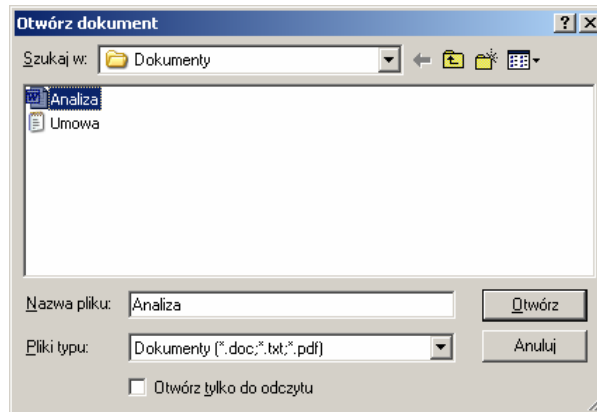 Otwórz dokument
Szukaj w: Dokumenty
Analiza
Umowa
Nazwa pliku: Analiza Otwórz
Pliki typu: Dokumenty (*.doc;*.txt;*.pdf) Anuluj
Otwórz tylko do odczytu